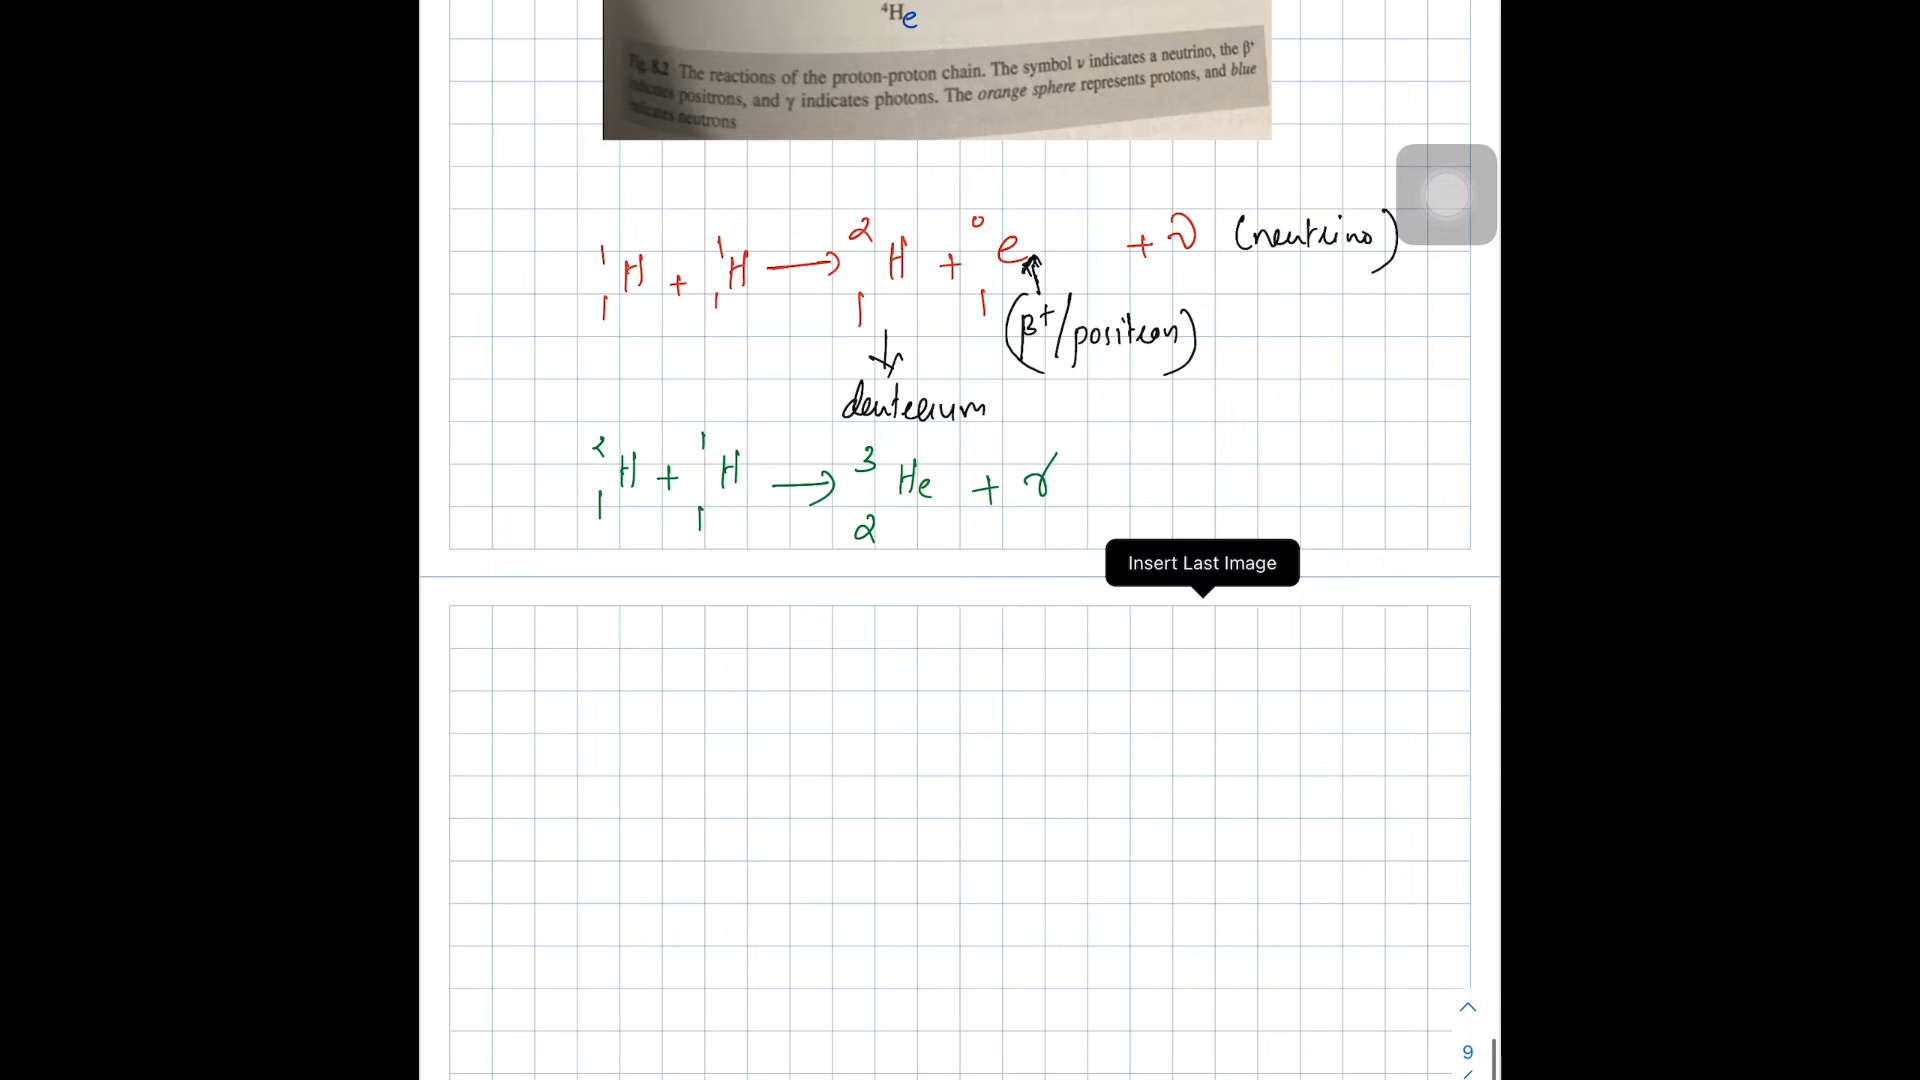 ⁴He
Fig. 8.2 The reactions of the proton-proton chain. The symbol ν indicates a neutrino, the β⁺
indicates positrons, and γ indicates photons. The orange sphere represents protons, and blue
indicates neutrons
¹₁H + ¹₁H → ²₁H + ⁰₁e + ν (neutrino)
(β⁺/positron)
deuterium
²₁H + ¹₁H → ³₂He + γ
Insert Last Image
9